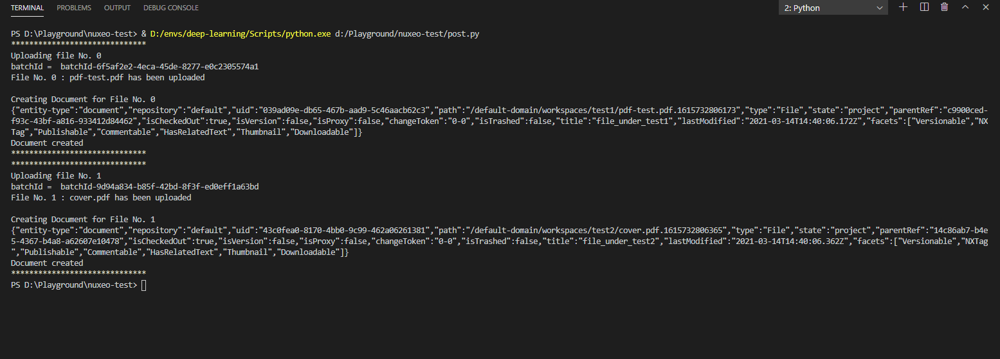 TERMINAL PROBLEMS OUTPUT DEBUG CONSOLE 2: Python
PS D:\Playground\nuxeo-test> & D:/envs/deep-learning/Scripts/python.exe d:/Playground/nuxeo-test/post.py
******************************
Uploading file No. 0
batchId =  batchId-6f5af2e2-4eca-45de-8277-e0c2305574a1
File No. 0 : pdf-test.pdf has been uploaded
Creating Document for File No. 0
{"entity-type":"document","repository":"default","uid":"039ad09e-db65-467b-aad9-5c46aacb62c3","path":"/default-domain/workspaces/test1/pdf-test.pdf.1615732806173","type":"File","state":"project","parentRef":"c9900ced-
f93c-43bf-a816-933412d84462","isCheckedOut":true,"isVersion":false,"isProxy":false,"changeToken":"0-0","isTrashed":false,"title":"file_under_test1","lastModified":"2021-03-14T14:40:06.172Z","facets":["Versionable","NX
Tag","Publishable","Commentable","HasRelatedText","Thumbnail","Downloadable"]}
Document created
******************************
******************************
Uploading file No. 1
batchId =  batchId-9d94a834-b85f-42bd-8f3f-ed0eff1a63bd
File No. 1 : cover.pdf has been uploaded
Creating Document for File No. 1
{"entity-type":"document","repository":"default","uid":"43c0fea0-8170-4bb0-9c99-462a06261381","path":"/default-domain/workspaces/test2/cover.pdf.1615732806365","type":"File","state":"project","parentRef":"14c86ab7-b4e
5-4367-b4a8-a62607e10478","isCheckedOut":true,"isVersion":false,"isProxy":false,"changeToken":"0-0","isTrashed":false,"title":"file_under_test2","lastModified":"2021-03-14T14:40:06.362Z","facets":["Versionable","NXTag"
,"Publishable","Commentable","HasRelatedText","Thumbnail","Downloadable"]}
Document created
******************************
PS D:\Playground\nuxeo-test>